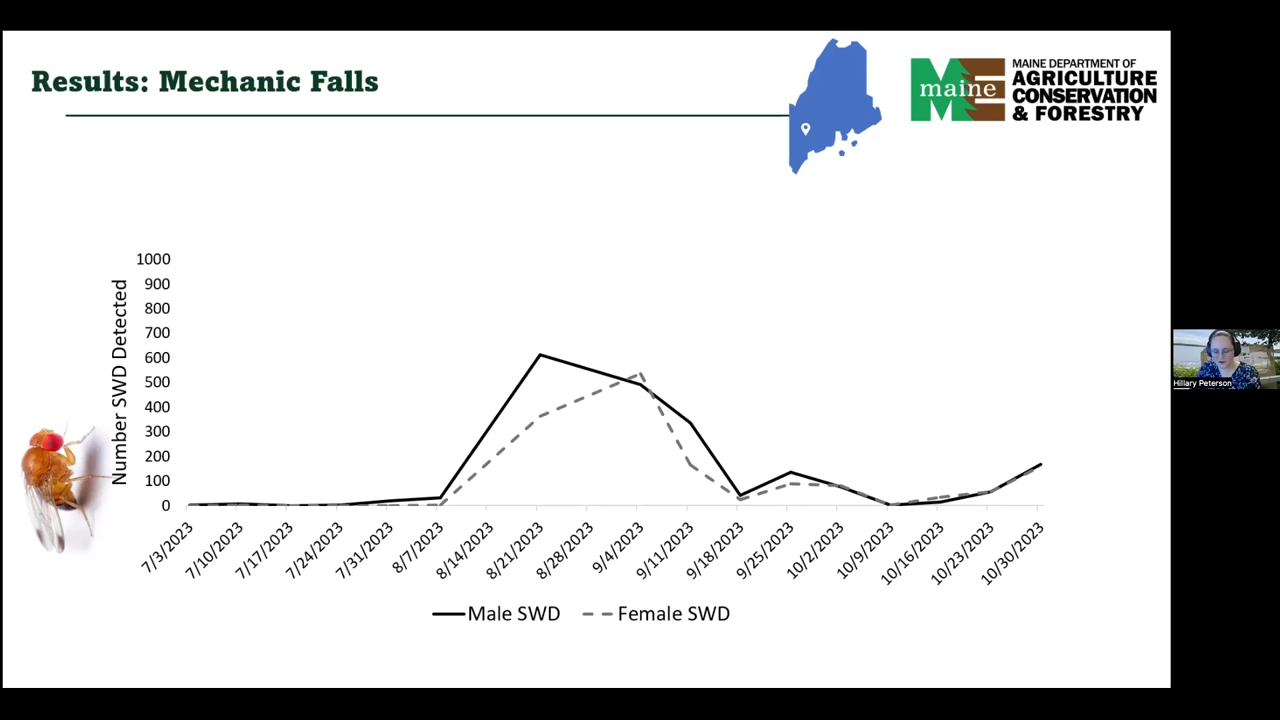 Results: Mechanic Falls
maine
MAINE DEPARTMENT OF
AGRICULTURE
CONSERVATION
& FORESTRY
Number SWD Detected
1000
900
800
700
600
500
400
300
200
100
0
7/3/2023
7/10/2023
7/17/2023
7/24/2023
7/31/2023
8/7/2023
8/14/2023
8/21/2023
8/28/2023
9/4/2023
9/11/2023
9/18/2023
9/25/2023
10/2/2023
10/9/2023
10/16/2023
10/23/2023
10/30/2023
Male SWD
Female SWD
Hillary Peterson